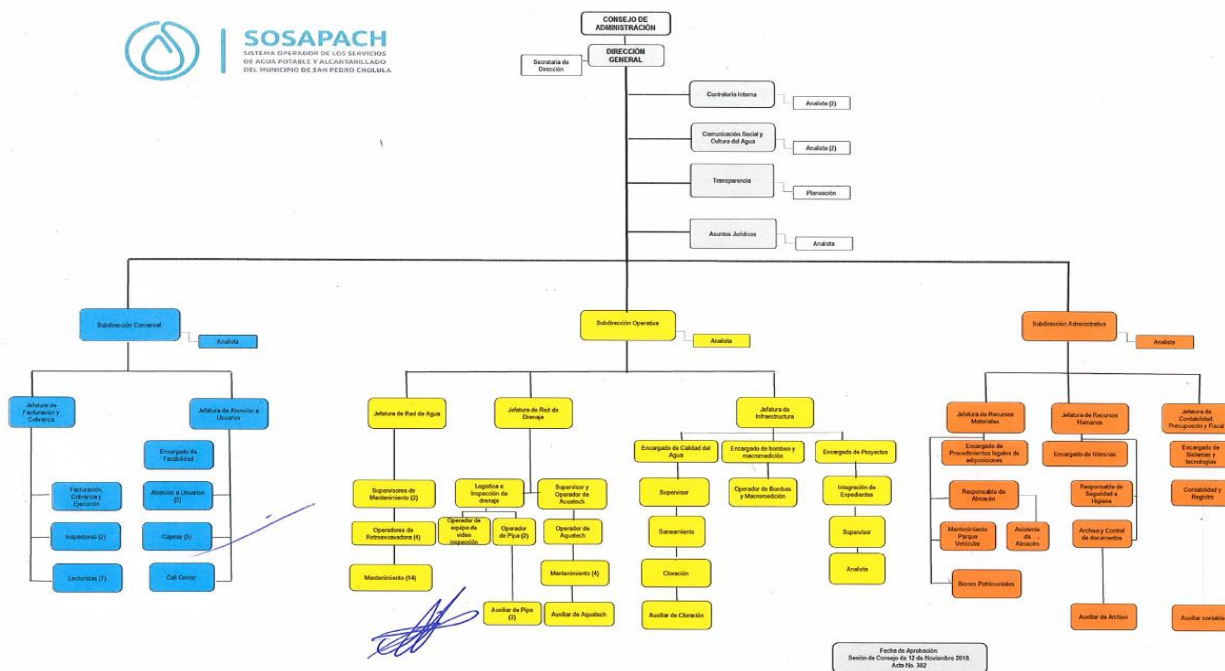 CONSEJO DE
ADMINISTRACIÓN
SOSAPACH
SISTEMA OPERADOR DE LOS SERVICIOS
DE AGUA POTABLE Y ALCANTARILLADO
DEL MUNICIPIO DE SAN PEDRO CHOLULA
DIRECCIÓN
GENERAL
Secretaria de
Dirección
Contraloría Interna
Analista (2)
Comunicación Social y
Cultura del Agua
Analista (2)
Transparencia
Planeación
Asuntos Jurídicos
Analista
Subdirección Comercial
Analista
Subdirección Operativa
Analista
Subdirección Administrativa
Analista
Jefatura de
Facturación y
Cobranza
Jefatura de Atención a
Usuarios
Encargado de
Factibilidad
Facturación,
Cobranza y
Ejecución
Atención a Usuarios
Inspectores (2)
Cajeras (5)
Lecturistas (7)
Call Center
Jefatura de Red de Agua
Jefatura de Red de
Drenaje
Jefatura de
Infraestructura
Encargado de Calidad del
Agua
Encargado de bombas y
macromedición
Encargado de Proyectos
Supervisores de
Mantenimiento (2)
Logística e
Inspección de
drenaje
Supervisor y
Operador de
Acuatech
Supervisor
Operador de Bombas
y Macromedición
Integración de
Expedientes
Operadores de
Retroexcavadora (4)
Operador de
equipo de
video
inspección
Operador
de Pipa (2)
Operador de
Aquatech
Saneamiento
Supervisor
Mantenimiento (14)
Mantenimiento (4)
Cloración
Analista
Auxiliar de Pipa
(2)
Auxiliar de Aquatech
Auxiliar de Cloración
Jefatura de Recursos
Materiales
Jefatura de Recursos
Humanos
Jefatura de
Contabilidad,
Presupuesto y Fiscal
Encargado de
Procedimientos legales de
adquisiciones
Encargado de Nóminas
Encargado de
Sistemas y
tecnologías
Responsable de
Almacén
Responsable de
Seguridad e
Higiene
Contabilidad y
Registro
Mantenimiento
Parque
Vehicular
Asistente
de
Almacén
Archivo y Control
de documentos
Bienes Patrimoniales
Auxiliar de Archivo
Auxiliar contable
Fecha de Aprobación:
Sesión de Consejo de 12 de Noviembre 2018
Acta No. 382